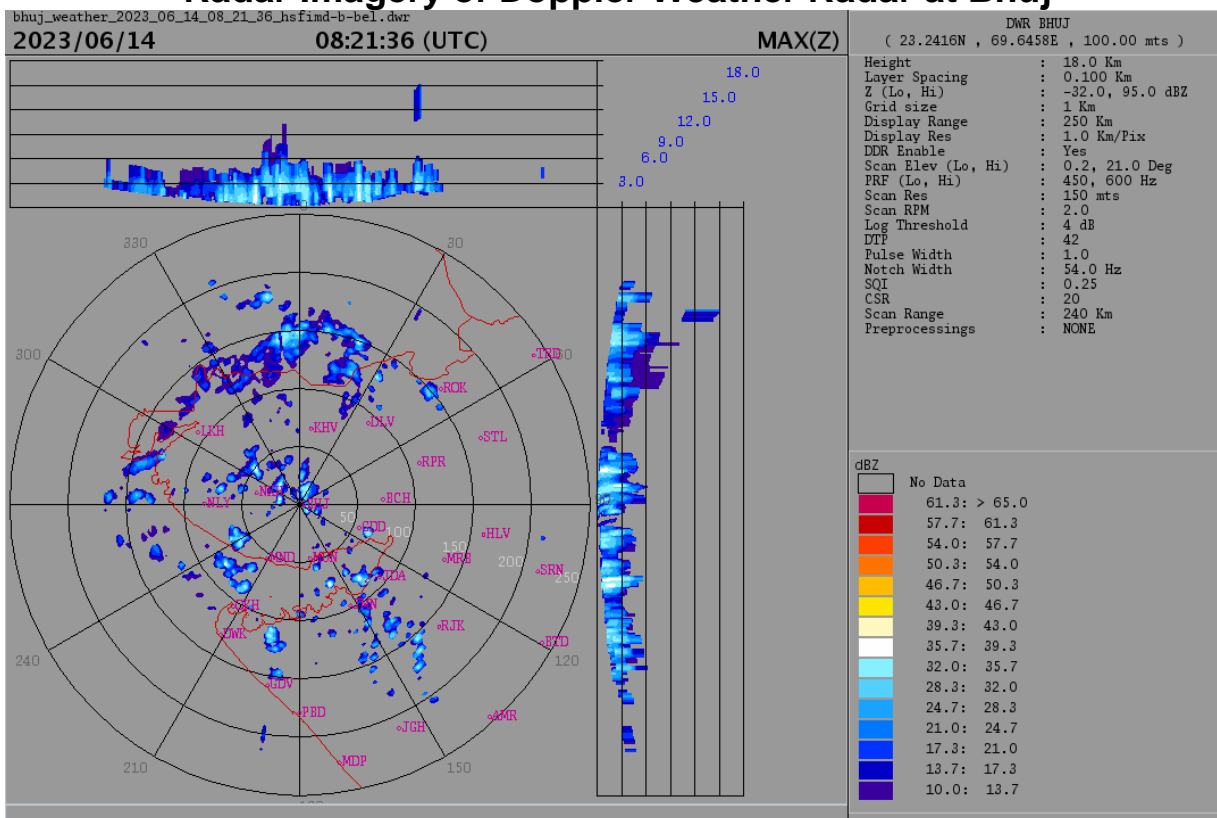 Radar Imagery of Doppler Weather Radar at Bhuj
bhuj_weather_2023_06_14_08_21_36_hsfimd-b-bel.dwr
2023/06/14 08:21:36 (UTC) MAX(Z)
18.0
15.0
12.0
9.0
6.0
3.0
0
330 30
300 TRD 60
ROK
LKH KHV DLV
STL
RPR
NLY BCH
BHJ
50 GDD
100 HLV
MND MUN 150 MRB 200 SRN
JDA 250
OKH JMN
DWK RJK
BTD
240 120
GDV
PBD AMR
JGH
MDP
210 150
DWR BHUJ
( 23.2416N , 69.6458E , 100.00 mts )
Height : 18.0 Km
Layer Spacing : 0.100 Km
Z (Lo, Hi) : -32.0, 95.0 dBZ
Grid size : 1 Km
Display Range : 250 Km
Display Res : 1.0 Km/Pix
DDR Enable : Yes
Scan Elev (Lo, Hi) : 0.2, 21.0 Deg
PRF (Lo, Hi) : 450, 600 Hz
Scan Res : 150 mts
Scan RPM : 2.0
Log Threshold : 4 dB
DTP : 42
Pulse Width : 1.0
Notch Width : 54.0 Hz
SQI : 0.25
CSR : 20
Scan Range : 240 Km
Preprocessings : NONE
dBZ
No Data
61.3: > 65.0
57.7: 61.3
54.0: 57.7
50.3: 54.0
46.7: 50.3
43.0: 46.7
39.3: 43.0
35.7: 39.3
32.0: 35.7
28.3: 32.0
24.7: 28.3
21.0: 24.7
17.3: 21.0
13.7: 17.3
10.0: 13.7